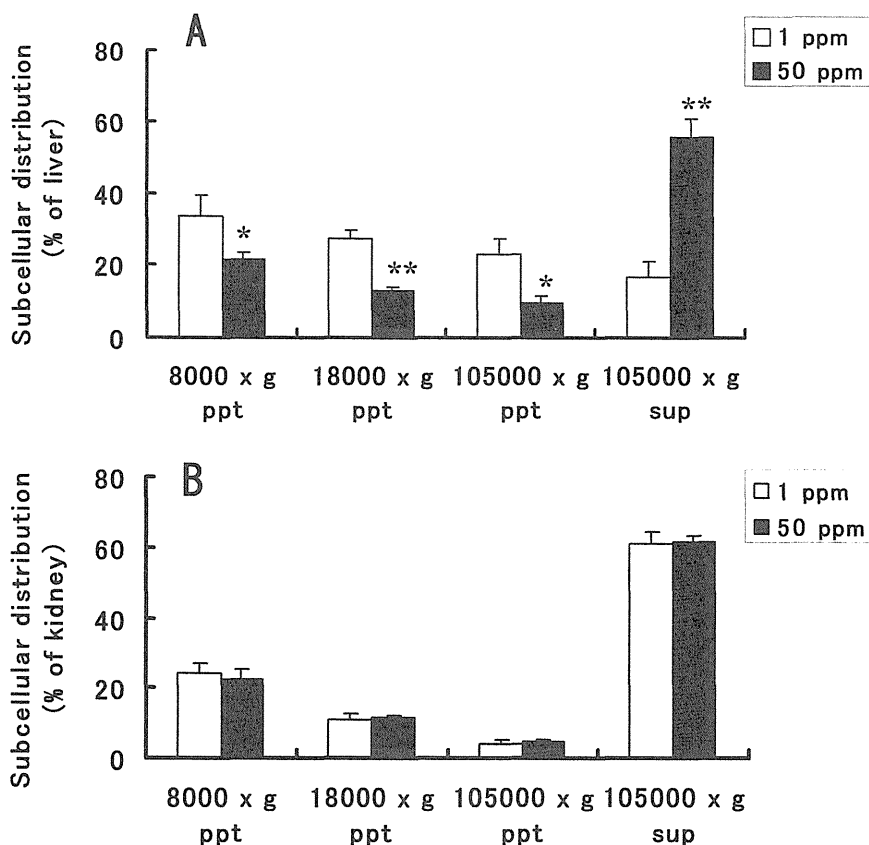 A
1 ppm
50 ppm
Subcellular distribution
(% of liver)
80
60
40
20
0
*
**
*
**
8000 x g
ppt
18000 x g
ppt
105000 x g
ppt
105000 x g
sup
B
1 ppm
50 ppm
Subcellular distribution
(% of kidney)
80
60
40
20
0
8000 x g
ppt
18000 x g
ppt
105000 x g
ppt
105000 x g
sup